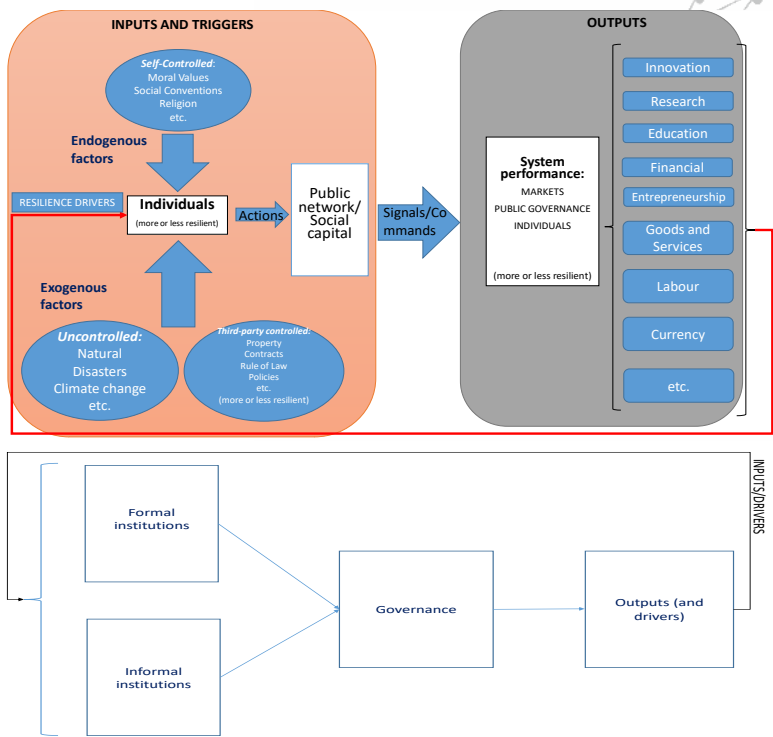 INPUTS AND TRIGGERS
Self-Controlled:
Moral Values
Social Conventions
Religion
etc.
Endogenous
factors
RESILIENCE DRIVERS
Individuals
(more or less resilient)
Actions
Public
network/
Social
capital
Signals/Co
mmands
Exogenous
factors
Uncontrolled:
Natural
Disasters
Climate change
etc.
Third-party controlled:
Property
Contracts
Rule of Law
Policies
etc.
(more or less resilient)
OUTPUTS
System
performance:
MARKETS
PUBLIC GOVERNANCE
INDIVIDUALS
(more or less resilient)
Innovation
Research
Education
Financial
Entrepreneurship
Goods and
Services
Labour
Currency
etc.
Formal
institutions
Informal
institutions
Governance
Outputs (and
drivers)
INPUTS/DRIVERS